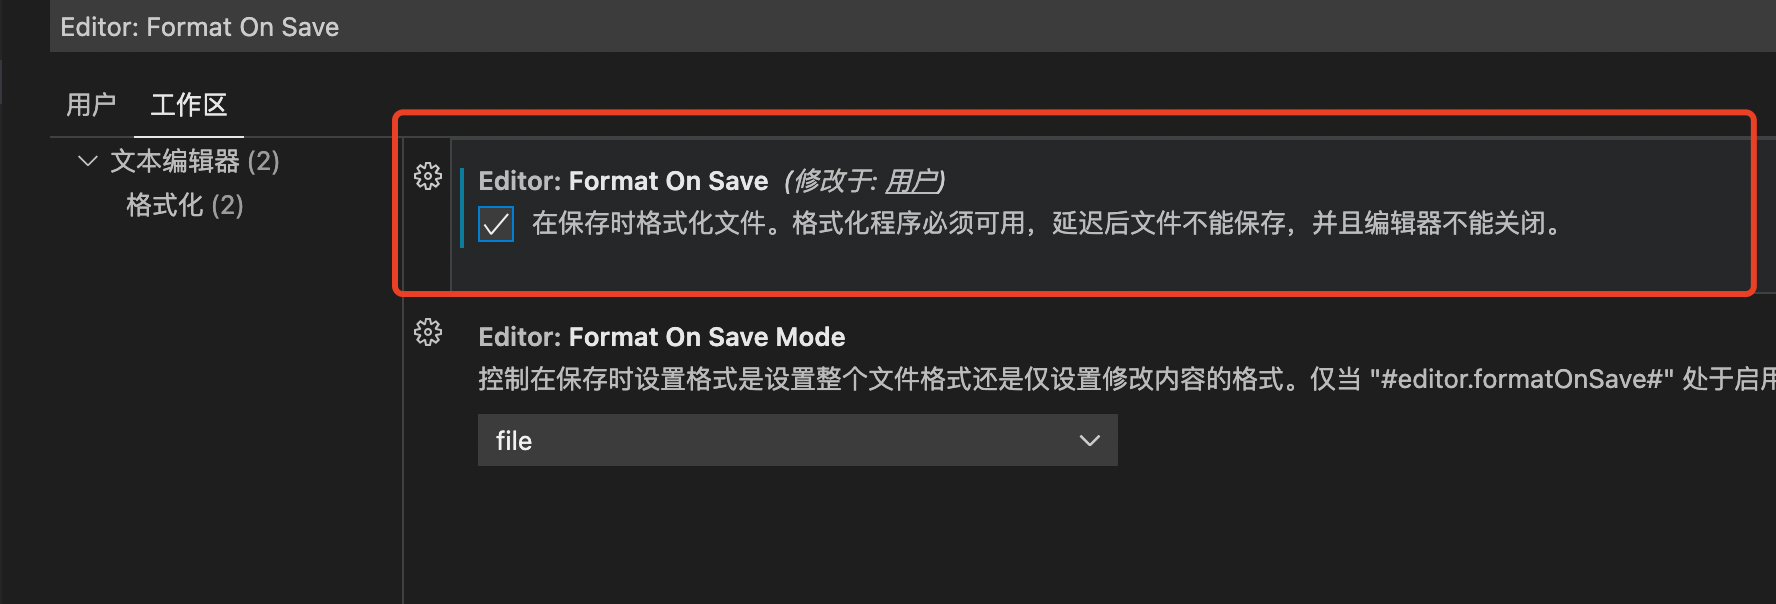 Editor: Format On Save
用户 工作区
文本编辑器 (2)
格式化 (2)
Editor: Format On Save (修改于: 用户)
在保存时格式化文件。格式化程序必须可用，延迟后文件不能保存，并且编辑器不能关闭。
Editor: Format On Save Mode
控制在保存时设置格式是设置整个文件格式还是仅设置修改内容的格式。仅当 "#editor.formatOnSave#" 处于启用
file